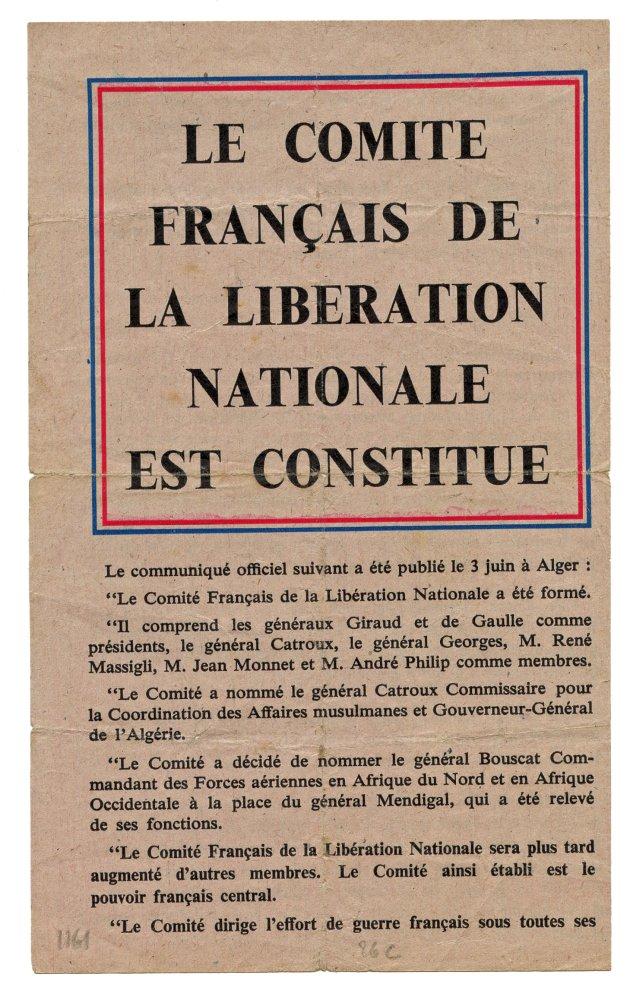 LE COMITE
FRANÇAIS DE
LA LIBERATION
NATIONALE
EST CONSTITUE
Le communiqué officiel suivant a été publié le 3 juin à Alger :
“Le Comité Français de la Libération Nationale a été formé.
“Il comprend les généraux Giraud et de Gaulle comme
présidents, le général Catroux, le général Georges, M. René
Massigli, M. Jean Monnet et M. André Philip comme membres.
“Le Comité a nommé le général Catroux Commissaire pour
la Coordination des Affaires musulmanes et Gouverneur-Général
de l’Algérie.
“Le Comité a décidé de nommer le général Bouscat Com-
mandant des Forces aériennes en Afrique du Nord et en Afrique
Occidentale à la place du général Mendigal, qui a été relevé
de ses fonctions.
“Le Comité Français de la Libération Nationale sera plus tard
augmenté d’autres membres. Le Comité ainsi établi est le
pouvoir français central.
“Le Comité dirige l’effort de guerre français sous toutes ses